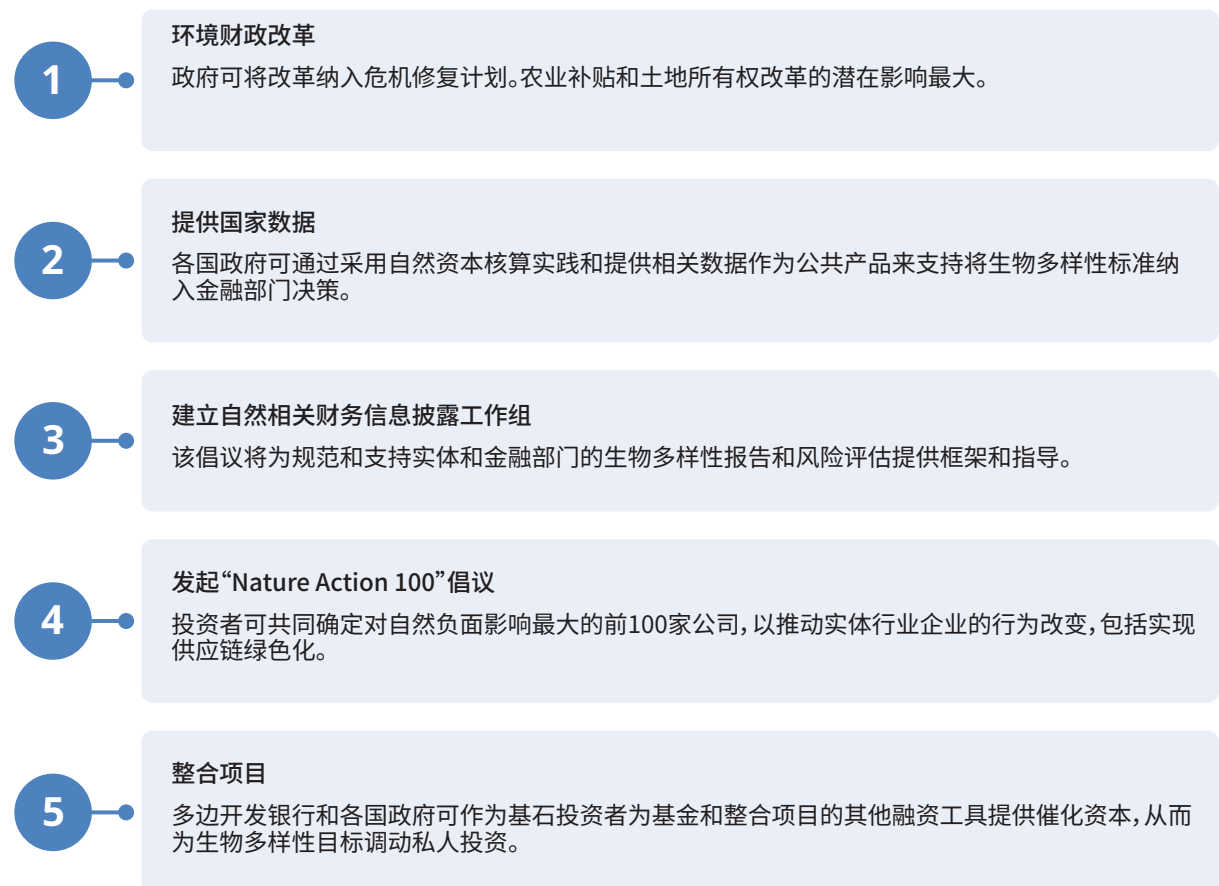 1
环境财政改革
政府可将改革纳入危机修复计划。农业补贴和土地所有权改革的潜在影响最大。
2
提供国家数据
各国政府可通过采用自然资本核算实践和提供相关数据作为公共产品来支持将生物多样性标准纳
入金融部门决策。
3
建立自然相关财务信息披露工作组
该倡议将为规范和支持实体和金融部门的生物多样性报告和风险评估提供框架和指导。
4
发起“Nature Action 100”倡议
投资者可共同确定对自然负面影响最大的前100家公司，以推动实体行业企业的行为改变，包括实现
供应链绿色化。
5
整合项目
多边开发银行和各国政府可作为基石投资者为基金和整合项目的其他融资工具提供催化资本，从而
为生物多样性目标调动私人投资。